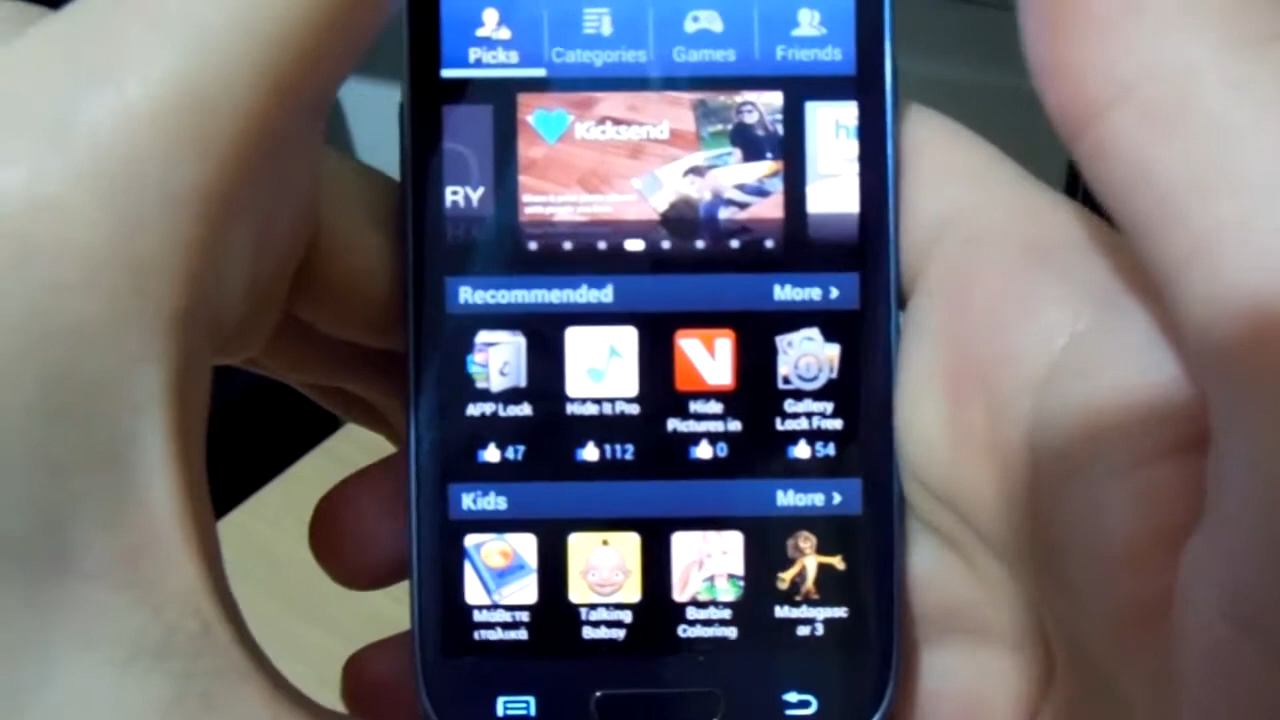 Picks Categories Games Friends
RY
Kicksend
Recommended More >
APP Lock
Hide It Pro
Hide
Pictures in
Gallery
Lock Free
47 112 0 54
Kids More >
Μάθετε
ιταλικά
Talking
Babsy
Barbie
Coloring
Madagasc
ar 3